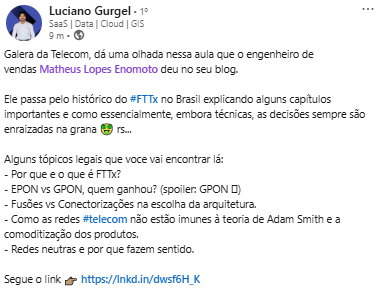 Luciano Gurgel • 1º
SaaS | Data | Cloud | GIS
9 m •
Galera da Telecom, dá uma olhada nessa aula que o engenheiro de
vendas Matheus Lopes Enomoto deu no seu blog.
Ele passa pelo histórico do #FTTx no Brasil explicando alguns capítulos
importantes e como essencialmente, embora técnicas, as decisões sempre são
enraizadas na grana 🤑 rs...
Alguns tópicos legais que voce vai encontrar lá:
- Por que e o que é FTTx?
- EPON vs GPON, quem ganhou? (spoiler: GPON ▯)
- Fusões vs Conectorizações na escolha da arquitetura.
- Como as redes #telecom não estão imunes à teoria de Adam Smith e a
comoditização dos produtos.
- Redes neutras e por que fazem sentido.
Segue o link 👉🏽 https://lnkd.in/dwsf6H_K